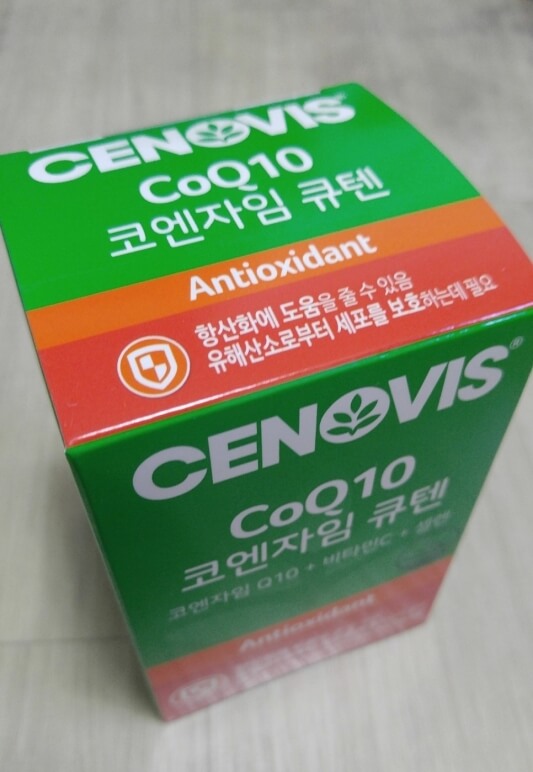 CENOVIS
CoQ10
코엔자임 큐텐
Antioxidant
항산화에 도움을 줄 수 있음
유해산소로부터 세포를 보호하는데 필요
CENOVIS®
CoQ10
코엔자임 큐텐
코엔자임 Q10 + 비타민C + 셀렌
Antioxidant